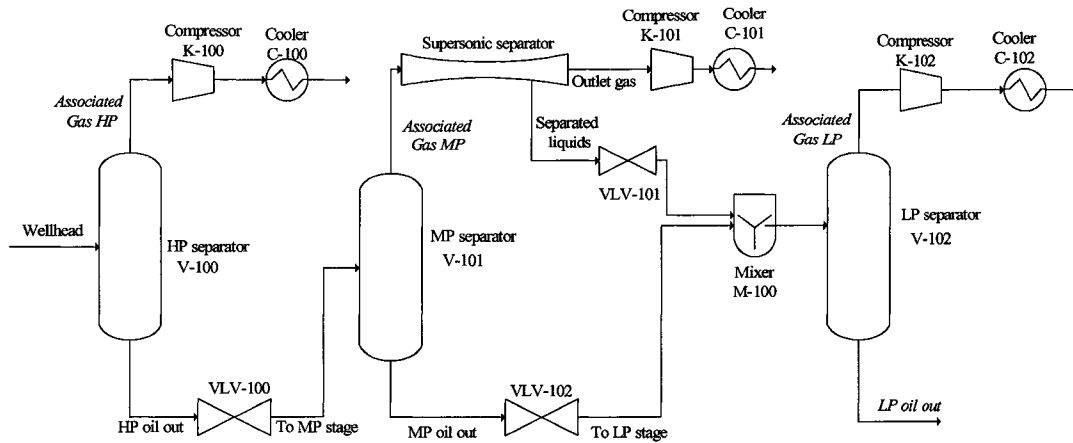 Compressor
K-100
Cooler
C-100
Supersonic separator
Compressor
K-101
Cooler
C-101
Compressor
K-102
Cooler
C-102
Outlet gas
Associated
Gas HP
Associated
Gas MP
Separated
liquids
Associated
Gas LP
VLV-101
Wellhead
HP separator
V-100
MP separator
V-101
LP separator
V-102
Mixer
M-100
VLV-100
VLV-102
HP oil out
To MP stage
MP oil out
To LP stage
LP oil out